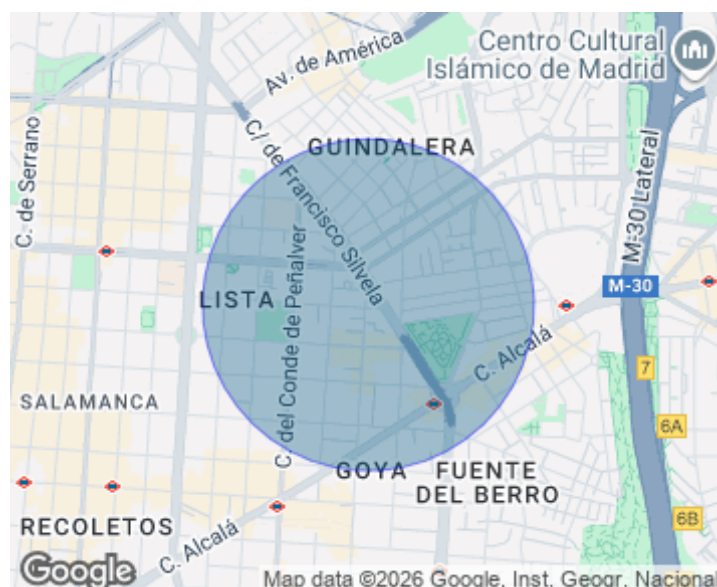 Centro Cultural
Islámico de Madrid
Av. de América
C. de Serrano
C/ de Francisco Silvela
GUINDALERA
M-30 Lateral
C. del Conde de Peñalver
LISTA
M-30
C. Alcalá
7
SALAMANCA
6A
GOYA
FUENTE
DEL BERRO
RECOLETOS
6B
C. Alcalá
Google
Map data ©2026 Google, Inst. Geogr. Nacional